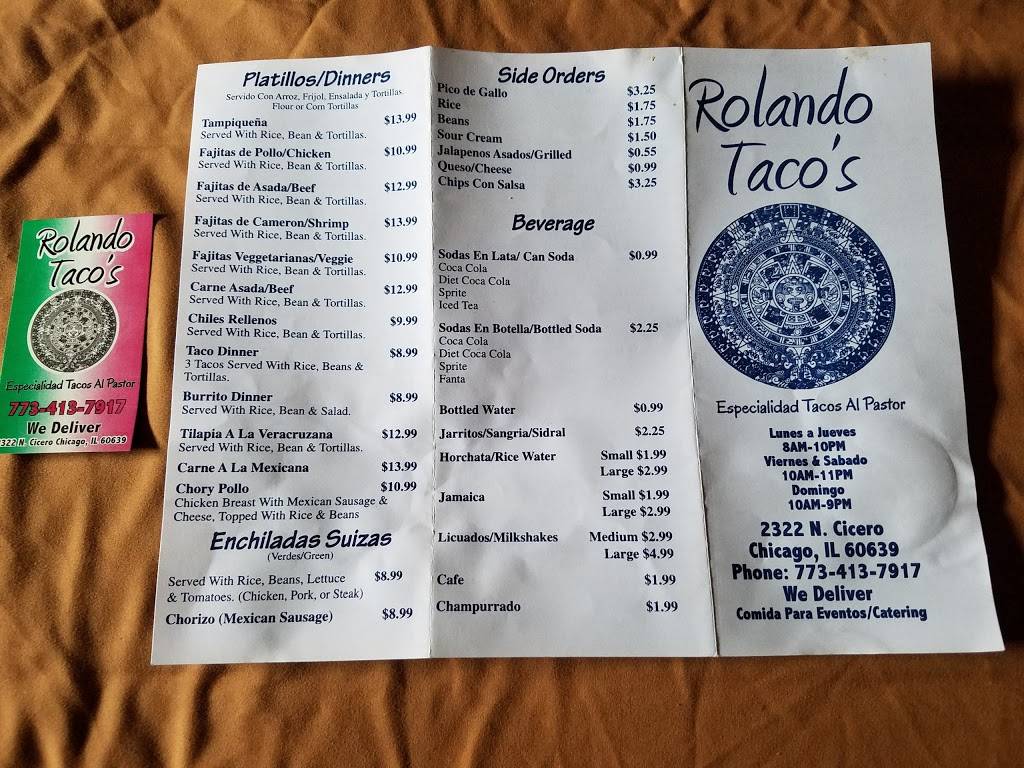 Rolando
Taco's
Especialidad Tacos Al Pastor
773-413-7917
We Deliver
2322 N. Cicero Chicago, IL 60639
Platillos/Dinners
Servido Con Arroz, Frijol, Ensalada y Tortillas.
Flour or Corn Tortillas
Tampiqueña $13.99
Served With Rice, Bean & Tortillas.
Fajitas de Pollo/Chicken $10.99
Served With Rice, Bean & Tortillas.
Fajitas de Asada/Beef $12.99
Served With Rice, Bean & Tortillas.
Fajitas de Cameron/Shrimp $13.99
Served With Rice, Bean & Tortillas.
Fajitas Veggetarianas/Veggie $10.99
Served With Rice, Bean & Tortillas.
Carne Asada/Beef $12.99
Served With Rice, Bean & Tortillas.
Chiles Rellenos $9.99
Served With Rice, Bean & Tortillas.
Taco Dinner $8.99
3 Tacos Served With Rice, Beans &
Tortillas.
Burrito Dinner $8.99
Served With Rice, Bean & Salad.
Tilapia A La Veracruzana $12.99
Served With Rice, Bean & Tortillas.
Carne A La Mexicana $13.99
Chory Pollo $10.99
Chicken Breast With Mexican Sausage &
Cheese, Topped With Rice & Beans
Enchiladas Suizas
(Verdes/Green)
Served With Rice, Beans, Lettuce $8.99
& Tomatoes. (Chicken, Pork, or Steak)
Chorizo (Mexican Sausage) $8.99
Side Orders
Pico de Gallo $3.25
Rice $1.75
Beans $1.75
Sour Cream $1.50
Jalapenos Asados/Grilled $0.55
Queso/Cheese $0.99
Chips Con Salsa $3.25
Beverage
Sodas En Lata/ Can Soda $0.99
Coca Cola
Diet Coca Cola
Sprite
Iced Tea
Sodas En Botella/Bottled Soda $2.25
Coca Cola
Diet Coca Cola
Sprite
Fanta
Bottled Water $0.99
Jarritos/Sangria/Sidral $2.25
Horchata/Rice Water Small $1.99
Large $2.99
Jamaica Small $1.99
Large $2.99
Licuados/Milkshakes Medium $2.99
Large $4.99
Cafe $1.99
Champurrado $1.99
Rolando
Taco's
Especialidad Tacos Al Pastor
Lunes a Jueves
8AM-10PM
Viernes & Sabado
10AM-11PM
Domingo
10AM-9PM
2322 N. Cicero
Chicago, IL 60639
Phone: 773-413-7917
We Deliver
Comida Para Eventos/Catering